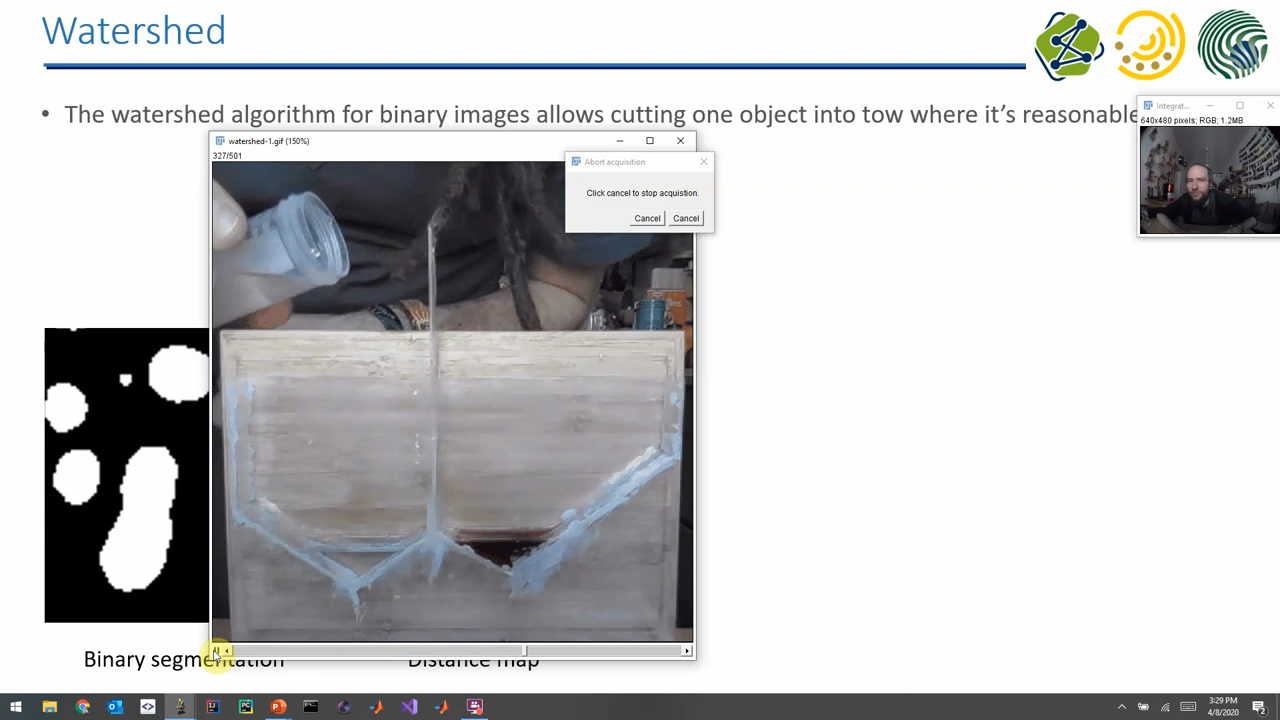 Watershed
• The watershed algorithm for binary images allows cutting one object into tow where it's reasonable
Integrat...
640x480 pixels; RGB; 1.2MB
watershed-1.gif (150%)
327/501
Abort acquisition
Click cancel to stop acquistion.
Cancel Cancel
Binary segmentation
Distance map
3:29 PM
4/8/2020